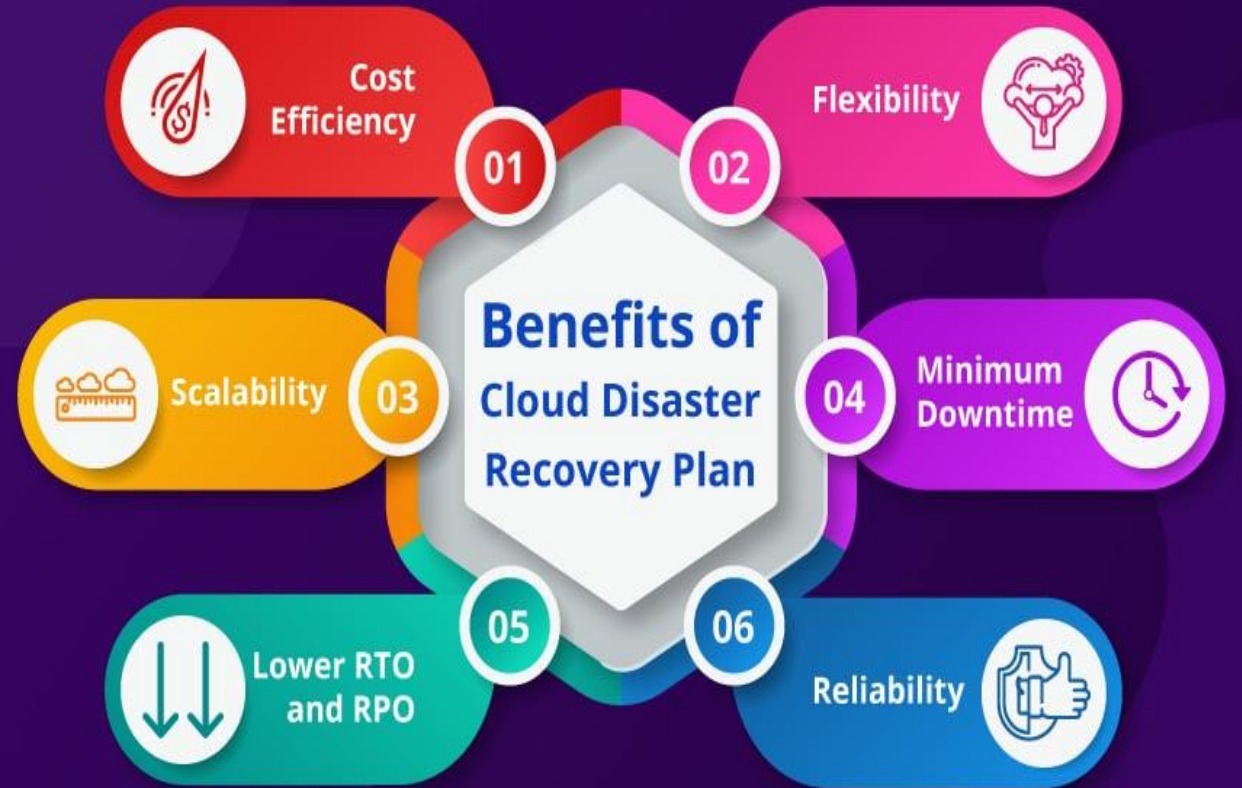 Benefits of
Cloud Disaster
Recovery Plan
01
Cost
Efficiency
02
Flexibility
03
Scalability
04
Minimum
Downtime
05
Lower RTO
and RPO
06
Reliability
$